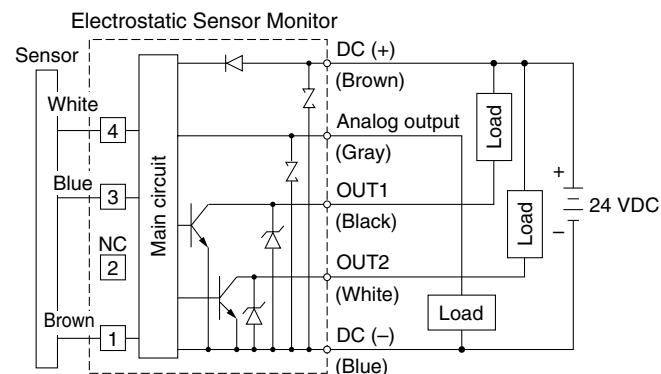 Electrostatic Sensor Monitor
Sensor
DC (+)
(Brown)
White
4
Analog output
(Gray)
Load
Blue
3
Main circuit
OUT1
(Black)
Load
+
24 VDC
–
NC
2
OUT2
(White)
Load
Brown
1
DC (–)
(Blue)